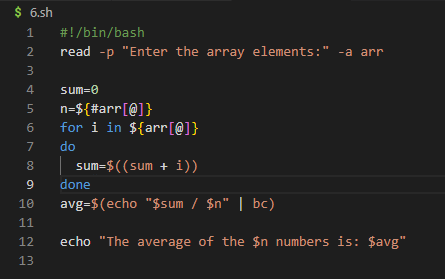 $ 6.sh
1 #!/bin/bash
2 read -p "Enter the array elements:" -a arr
3
4 sum=0
5 n=${#arr[@]}
6 for i in ${arr[@]}
7 do
8 sum=$((sum + i))
9 done
10 avg=$(echo "$sum / $n" | bc)
11
12 echo "The average of the $n numbers is: $avg"
13